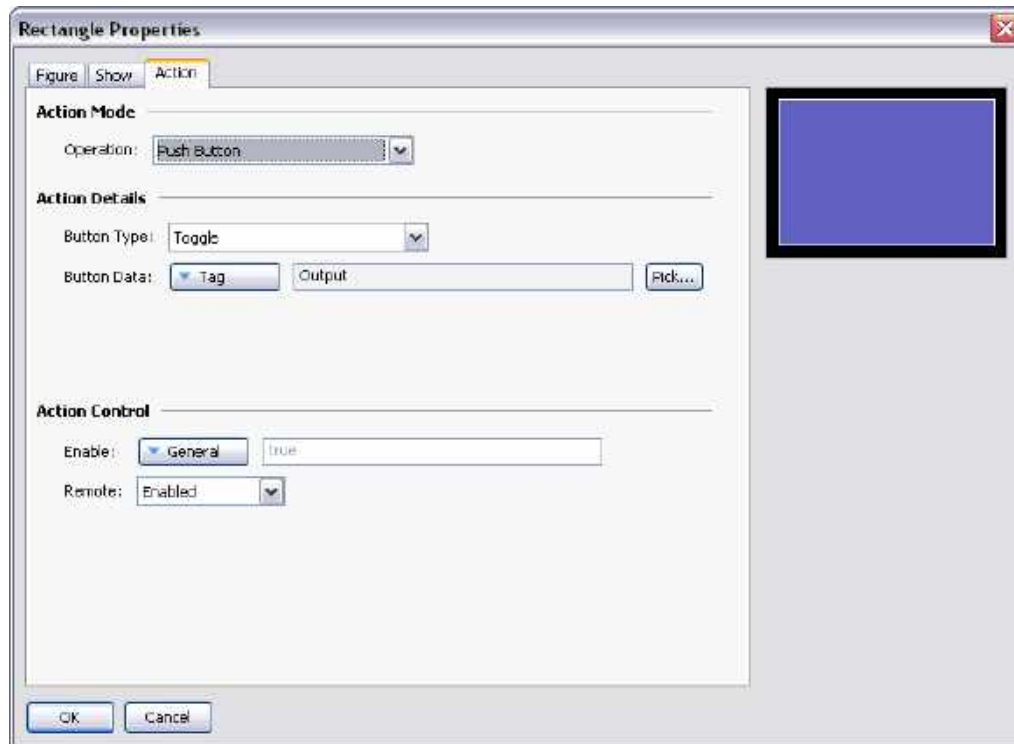 Rectangle Properties
Figure Show Action
Action Mode
Operation: Push Button
Action Details
Button Type: Toggle
Button Data: Tag Output Pick...
Action Control
Enable: General true
Remote: Enabled
OK Cancel